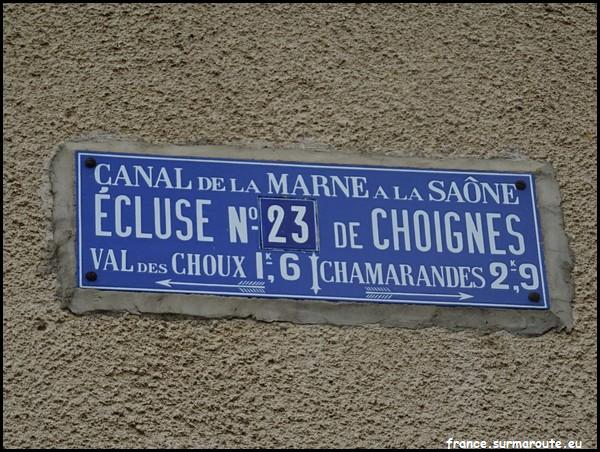 CANAL DE LA MARNE A LA SAÔNE
ÉCLUSE No. 23 DE CHOIGNES
VAL DES CHOUX 1K,6 CHAMARANDES 2K,9
france.surmaroute.eu